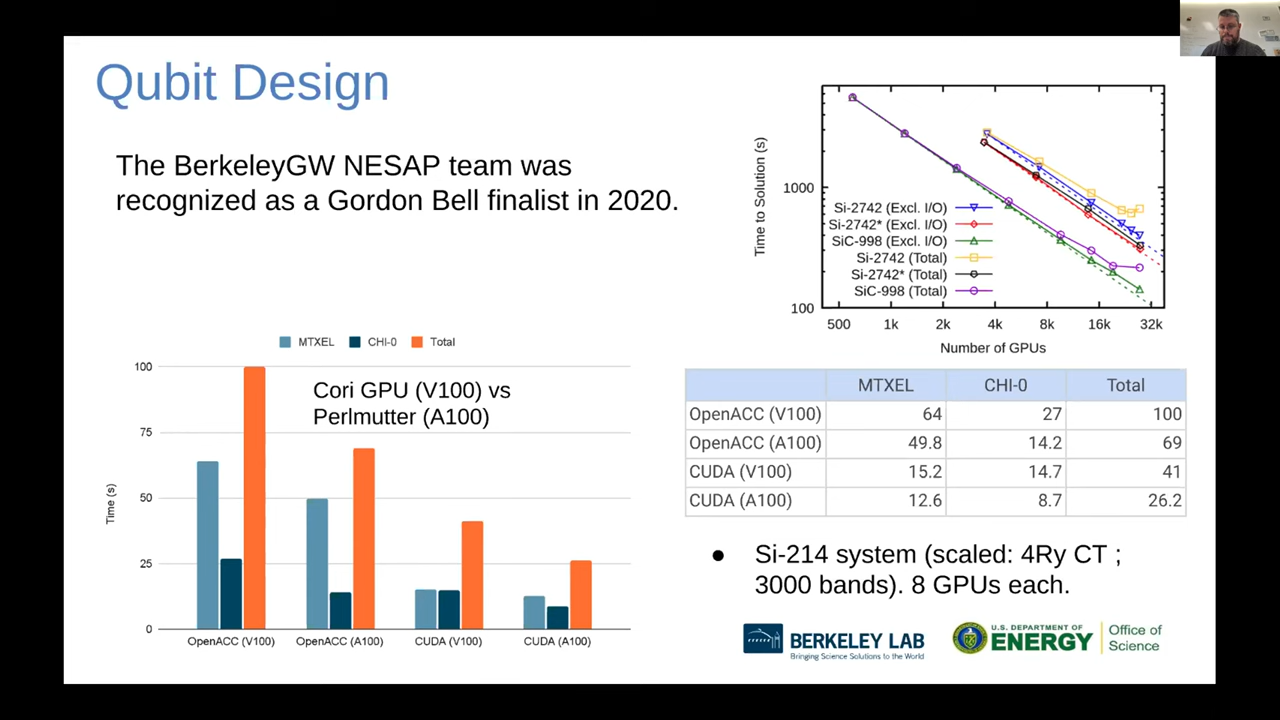 Qubit Design
The BerkeleyGW NESAP team was
recognized as a Gordon Bell finalist in 2020.
Time to Solution (s)
1000
100
Si-2742 (Excl. I/O)
Si-2742* (Excl. I/O)
SiC-998 (Excl. I/O)
Si-2742 (Total)
Si-2742* (Total)
SiC-998 (Total)
500 1k 2k 4k 8k 16k 32k
Number of GPUs
MTXEL CHI-0 Total
Cori GPU (V100) vs
Perlmutter (A100)
Time (s)
100
75
50
25
0
OpenACC (V100) OpenACC (A100) CUDA (V100) CUDA (A100)
MTXEL CHI-0 Total
OpenACC (V100) 64 27 100
OpenACC (A100) 49.8 14.2 69
CUDA (V100) 15.2 14.7 41
CUDA (A100) 12.6 8.7 26.2
● Si-214 system (scaled: 4Ry CT ;
3000 bands). 8 GPUs each.
BERKELEY LAB
Bringing Science Solutions to the World
U.S. DEPARTMENT OF
ENERGY
Office of
Science